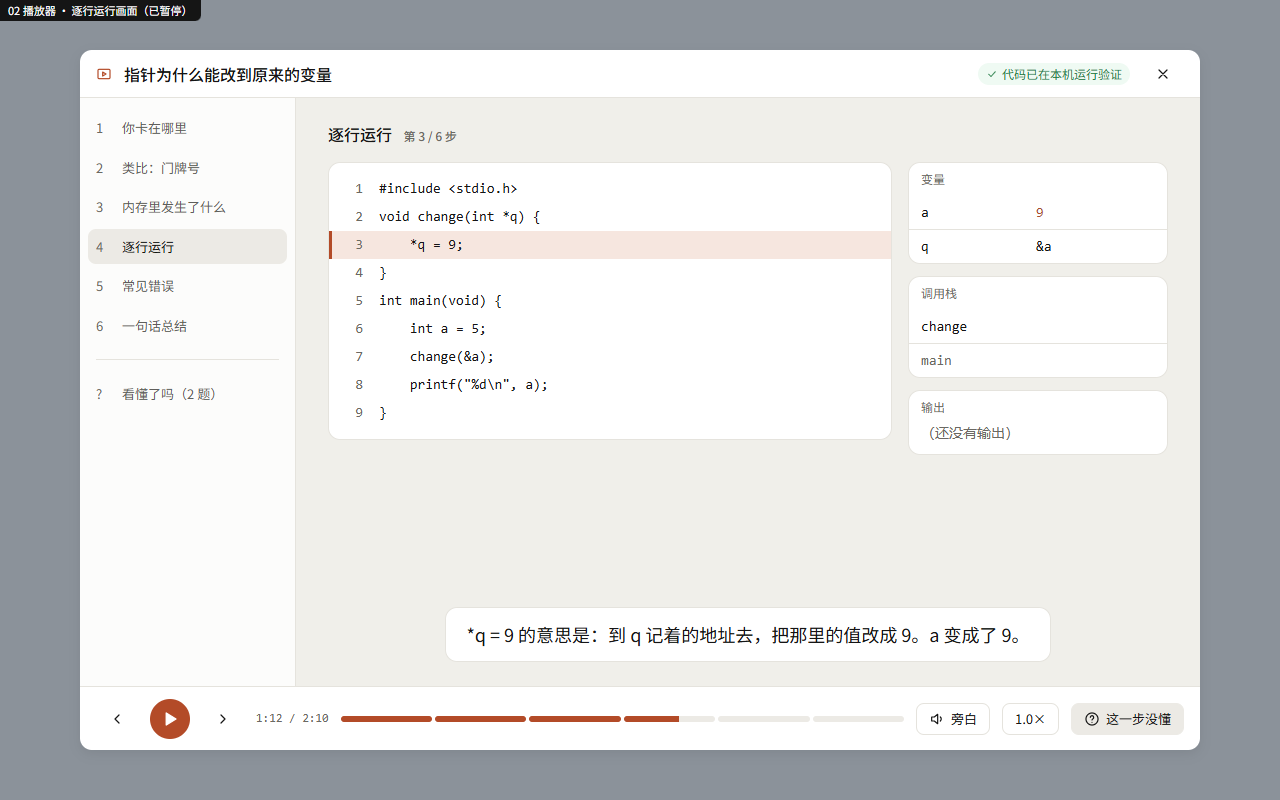 02 播放器 · 逐行运行画面（已暂停）
指针为什么能改到原来的变量
代码已在本机运行验证
1 你卡在哪里
2 类比：门牌号
3 内存里发生了什么
4 逐行运行
5 常见错误
6 一句话总结
? 看懂了吗（2 题）
逐行运行 第 3 / 6 步
1 #include <stdio.h>
2 void change(int *q) {
3 *q = 9;
4 }
5 int main(void) {
6 int a = 5;
7 change(&a);
8 printf("%d\n", a);
9 }
变量
a 9
q &a
调用栈
change
main
输出
（还没有输出）
*q = 9 的意思是：到 q 记着的地址去，把那里的值改成 9。a 变成了 9。
1:12 / 2:10
旁白
1.0×
这一步没懂